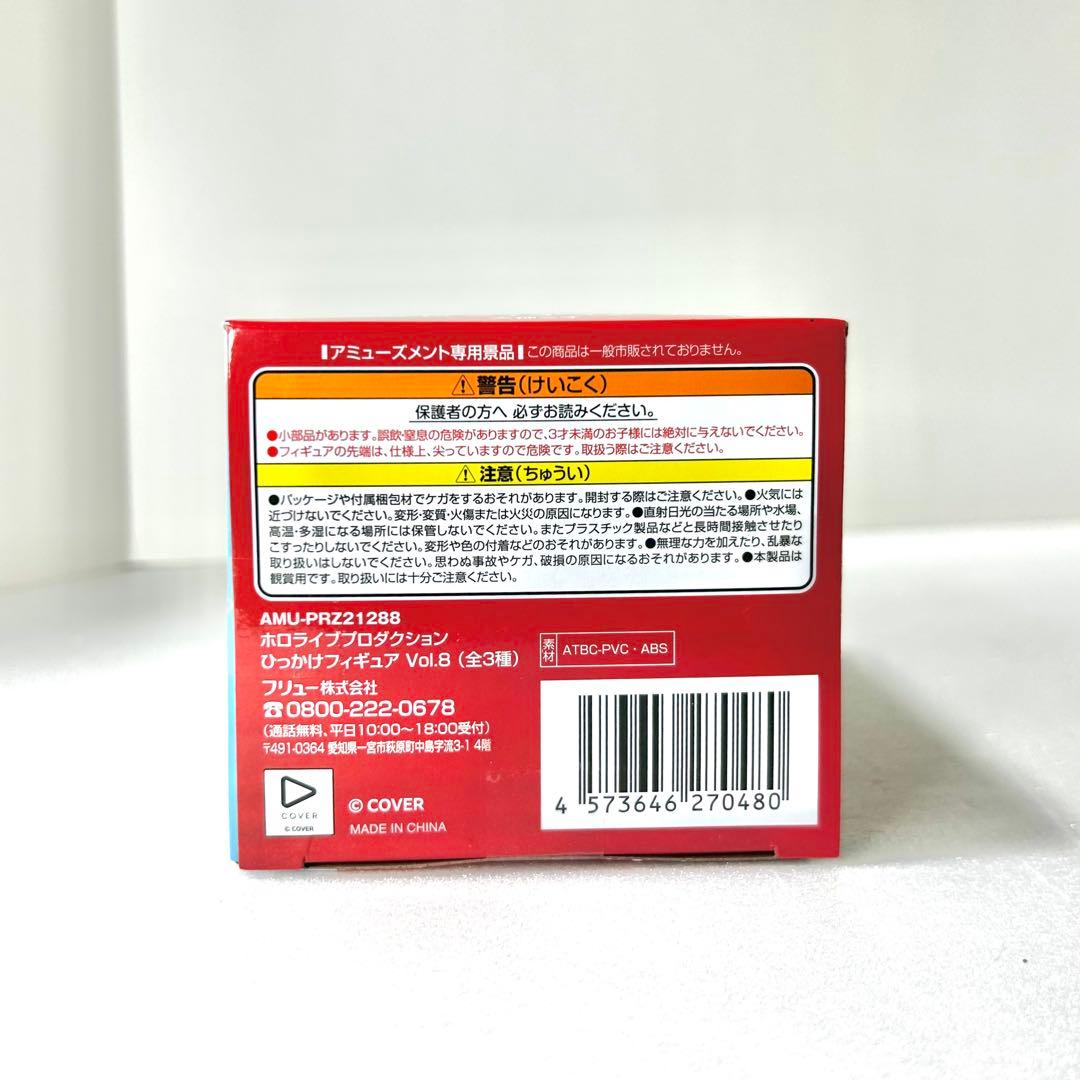 アミューズメント専用景品 この商品は一般市販されておりません。
⚠警告(けいこく)
保護者の方へ 必ずお読みください。
●小部品があります。誤飲・窒息の危険がありますので、3才未満のお子様には絶対に与えないでください。
●フィギュアの先端は、仕様上、尖っていますので危険です。取扱う際はご注意ください。
⚠注意(ちゅうい)
●パッケージや付属梱包材でケガをするおそれがあります。開封する際はご注意ください。●火気には
近づけないでください。変形・変質・火傷または火災の原因になります。●直射日光の当たる場所や水場、
高温・多湿になる場所には保管しないでください。またプラスチック製品などと長時間接触させたり
こすったりしないでください。変形や色の付着などのおそれがあります。●無理な力を加えたり、乱暴な
取り扱いはしないでください。思わぬ事故やケガ、破損の原因になるおそれがあります。●本製品は
観賞用です。取り扱いには十分ご注意ください。
AMU-PRZ21288
ホロライブプロダクション
ひっかけフィギュア Vol.8(全3種)
素材 ATBC-PVC・ABS
フリュー株式会社
☎0800-222-0678
(通話無料、平日10:00～18:00受付)
〒491-0364 愛知県一宮市萩原町中島字流3-1 4階
COVER
© COVER
© COVER
MADE IN CHINA
4 573646 270480